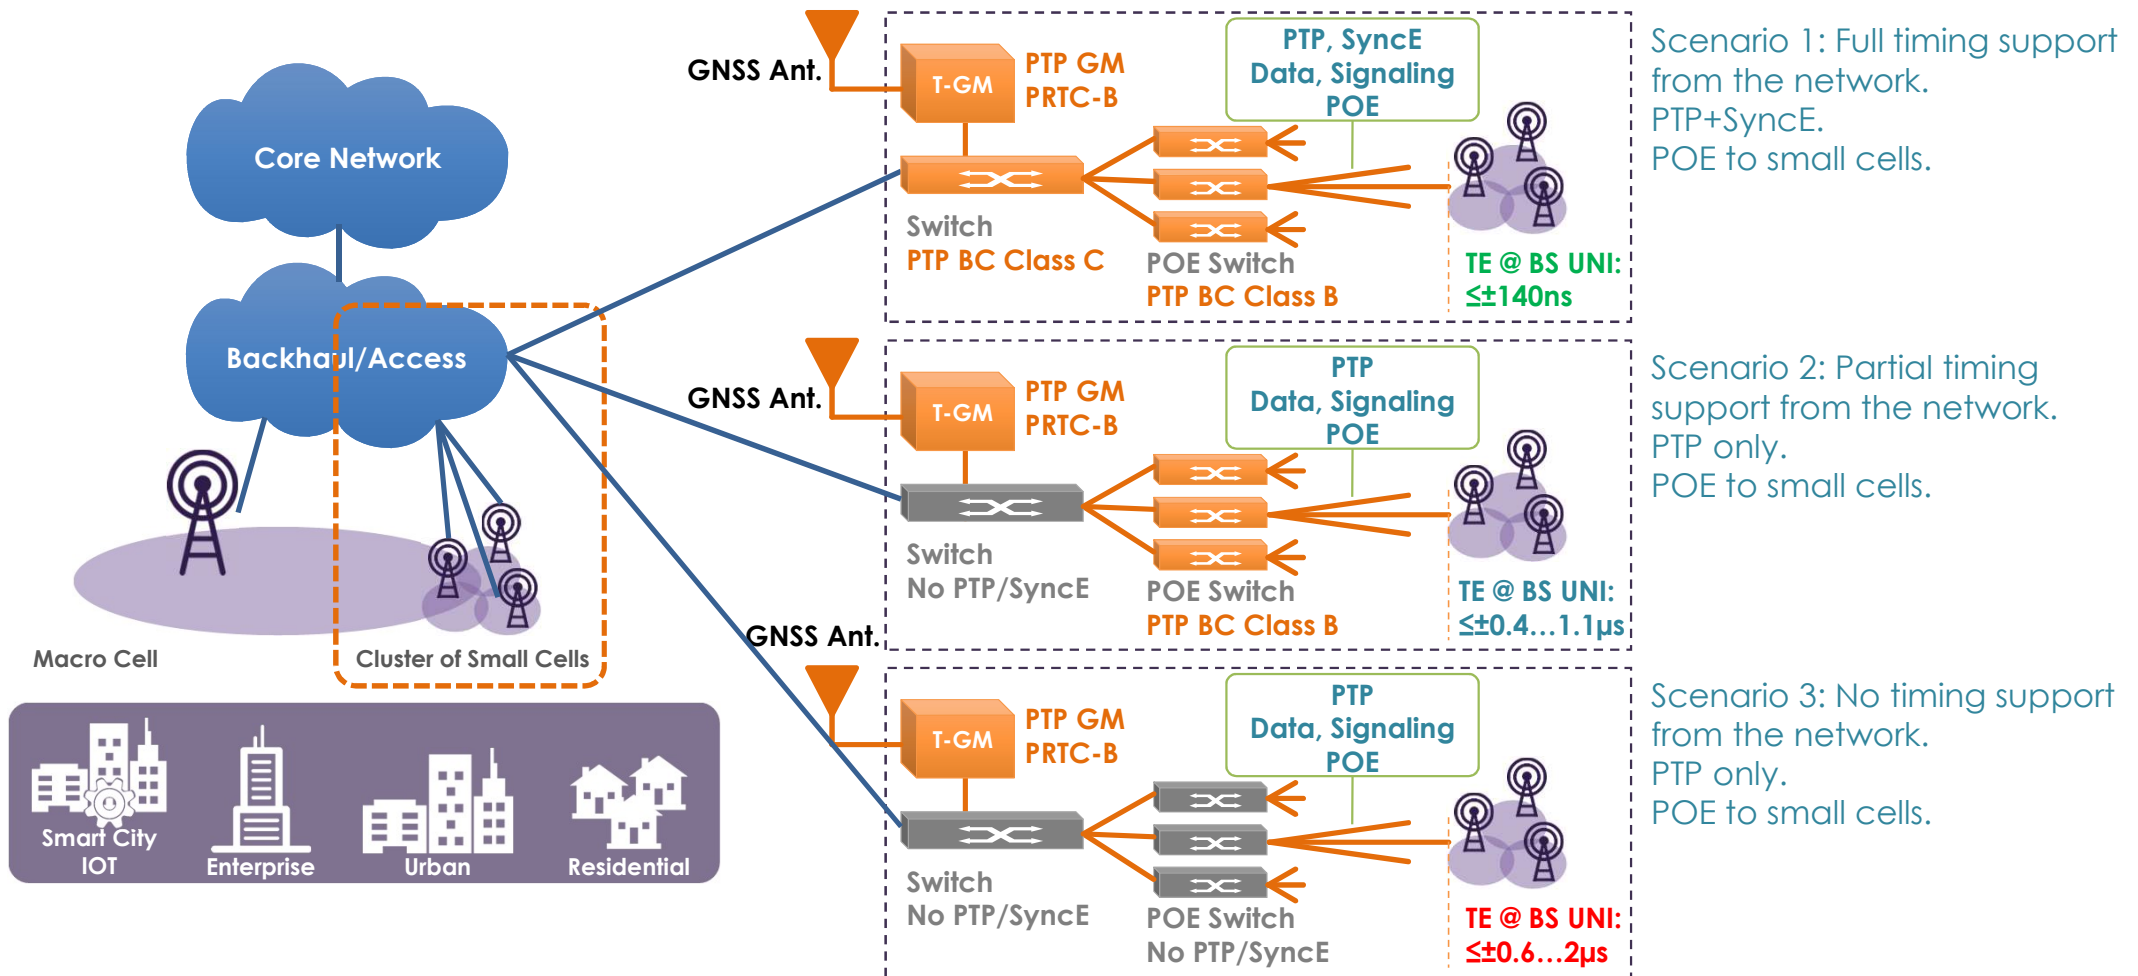 Core Network
Backhaul/Access
Macro Cell
Cluster of Small Cells
Smart City
IOT
Enterprise
Urban
Residential
GNSS Ant.
T-GM
PTP GM
PRTC-B
PTP, SyncE
Data, Signaling
POE
Switch
PTP BC Class C
POE Switch
PTP BC Class B
TE @ BS UNI:
≤±140ns
Scenario 1: Full timing support
from the network.
PTP+SyncE.
POE to small cells.
GNSS Ant.
T-GM
PTP GM
PRTC-B
PTP
Data, Signaling
POE
Switch
No PTP/SyncE
POE Switch
PTP BC Class B
TE @ BS UNI:
≤±0.4...1.1µs
Scenario 2: Partial timing
support from the network.
PTP only.
POE to small cells.
GNSS Ant.
T-GM
PTP GM
PRTC-B
PTP
Data, Signaling
POE
Switch
No PTP/SyncE
POE Switch
No PTP/SyncE
TE @ BS UNI:
≤±0.6...2µs
Scenario 3: No timing support
from the network.
PTP only.
POE to small cells.